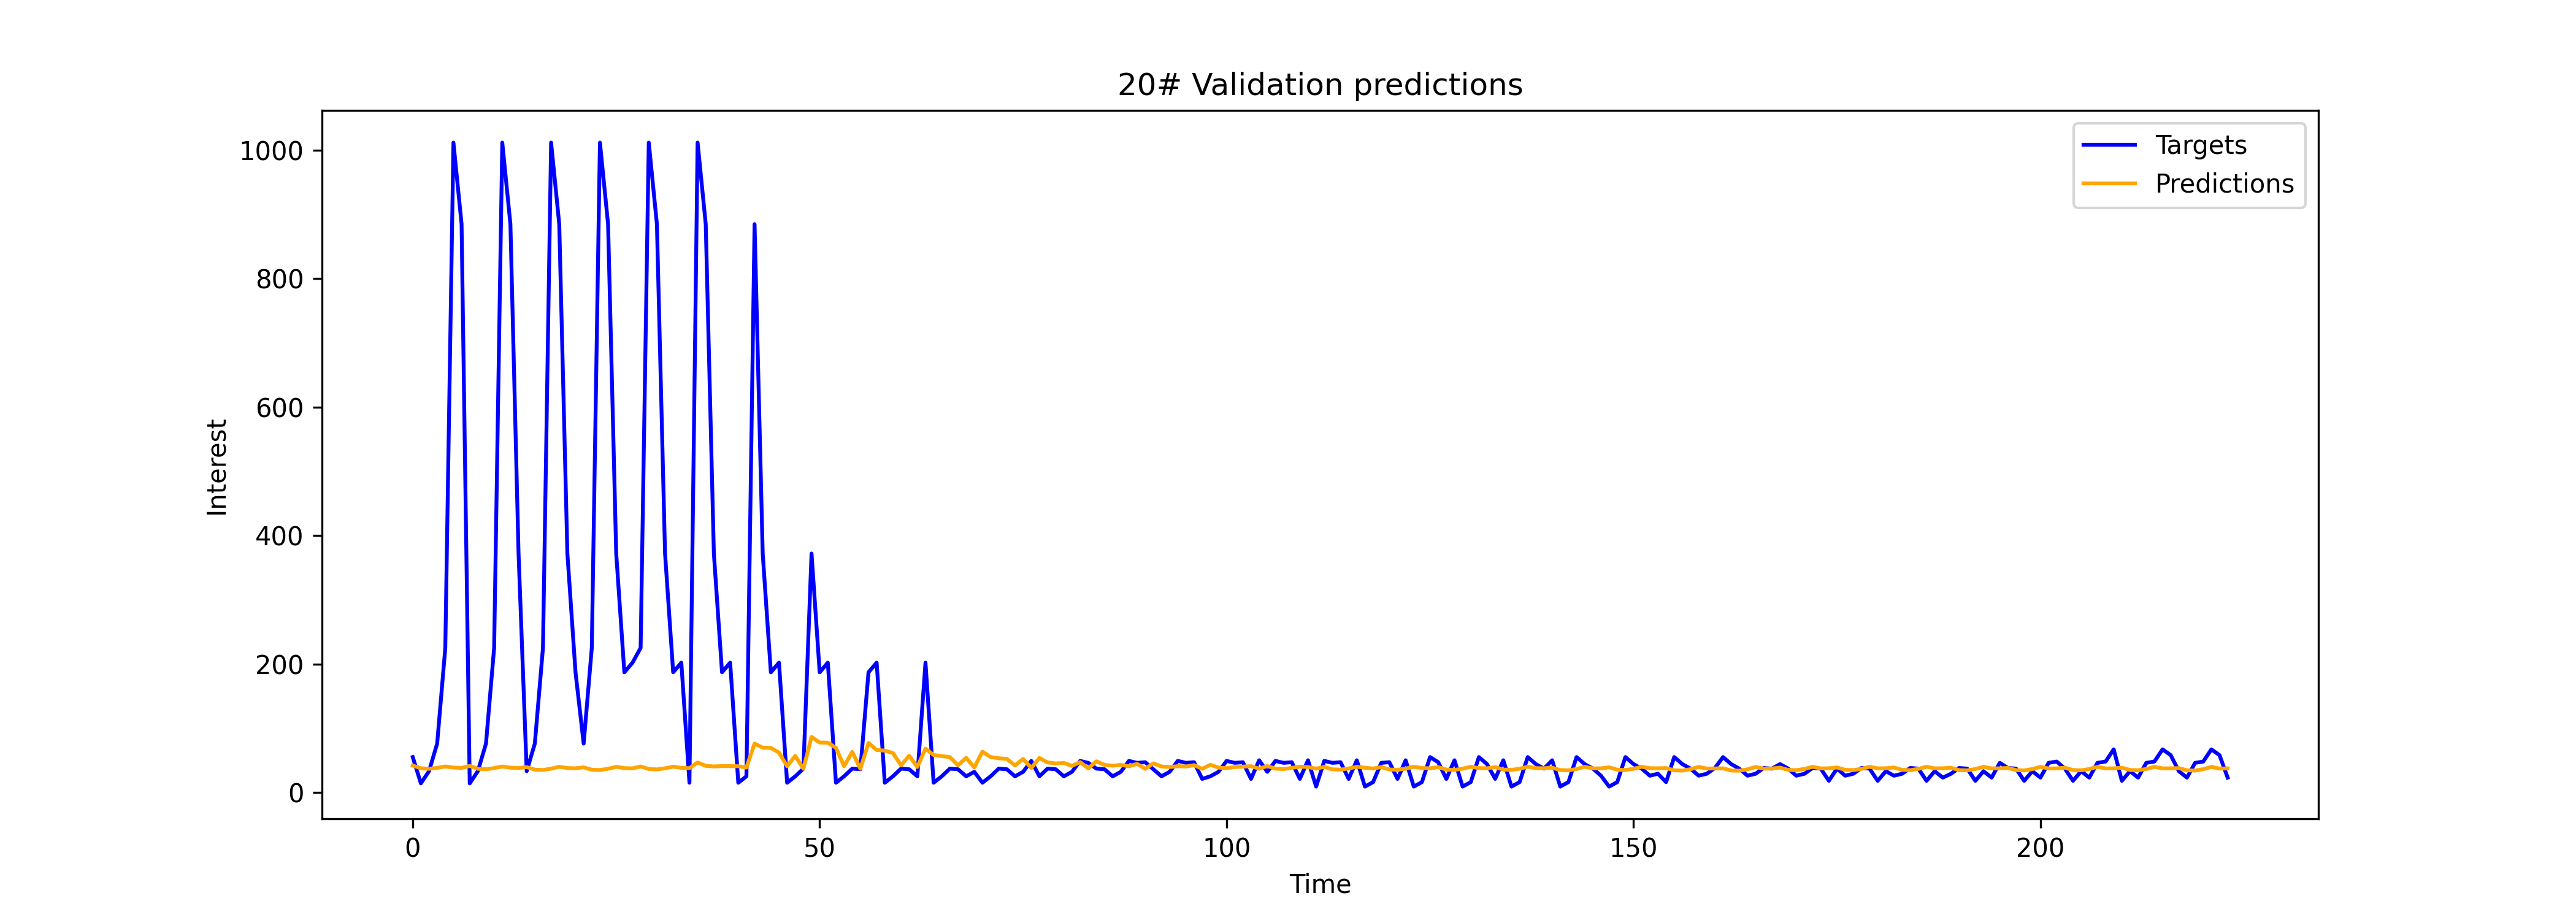 20# Validation predictions
Targets
Predictions
Interest
1000
800
600
400
200
0
0 50 100 150 200
Time